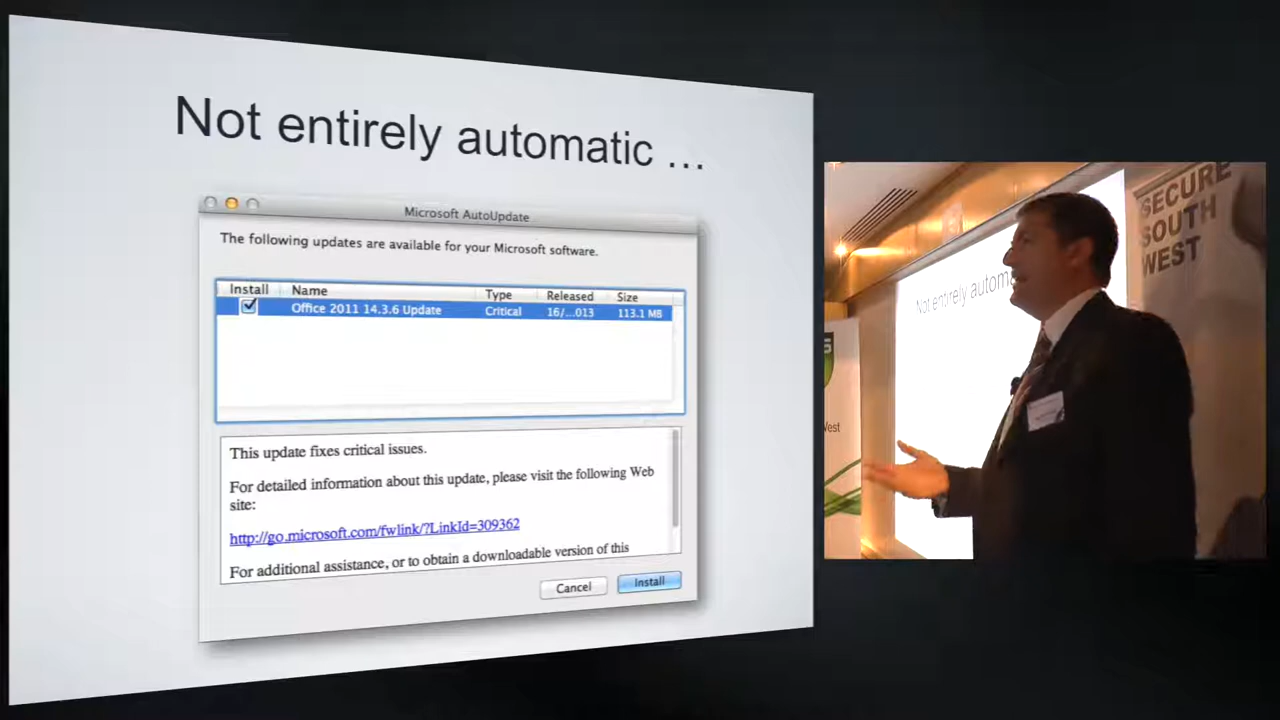 Not entirely automatic ...
Microsoft AutoUpdate
The following updates are available for your Microsoft software.
Install Name Type Released Size
Office 2011 14.3.6 Update Critical 16/...013 113.1 MB
This update fixes critical issues.
For detailed information about this update, please visit the following Web
site:
http://go.microsoft.com/fwlink/?LinkId=309362
For additional assistance, or to obtain a downloadable version of this
Cancel Install
SECURE
SOUTH
WEST
Not entirely autom